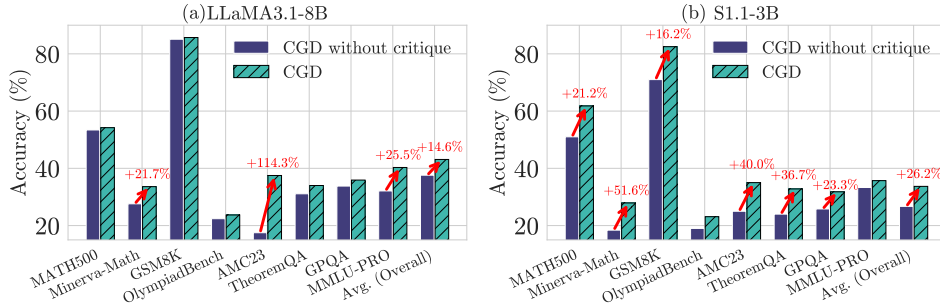 (a)LLaMA3.1-8B
Accuracy (%)
80
60
40
20
CGD without critique
CGD
+21.7%
+114.3%
+25.5%
+14.6%
MATH500
Minerva-Math
GSM8K
OlympiadBench
AMC23
TheoremQA
GPQA
MMLU-PRO
Avg. (Overall)
(b) S1.1-3B
Accuracy (%)
80
60
40
20
CGD without critique
CGD
+21.2%
+51.6%
+16.2%
+40.0%
+36.7%
+23.3%
+26.2%
MATH500
Minerva-Math
GSM8K
OlympiadBench
AMC23
TheoremQA
GPQA
MMLU-PRO
Avg. (Overall)